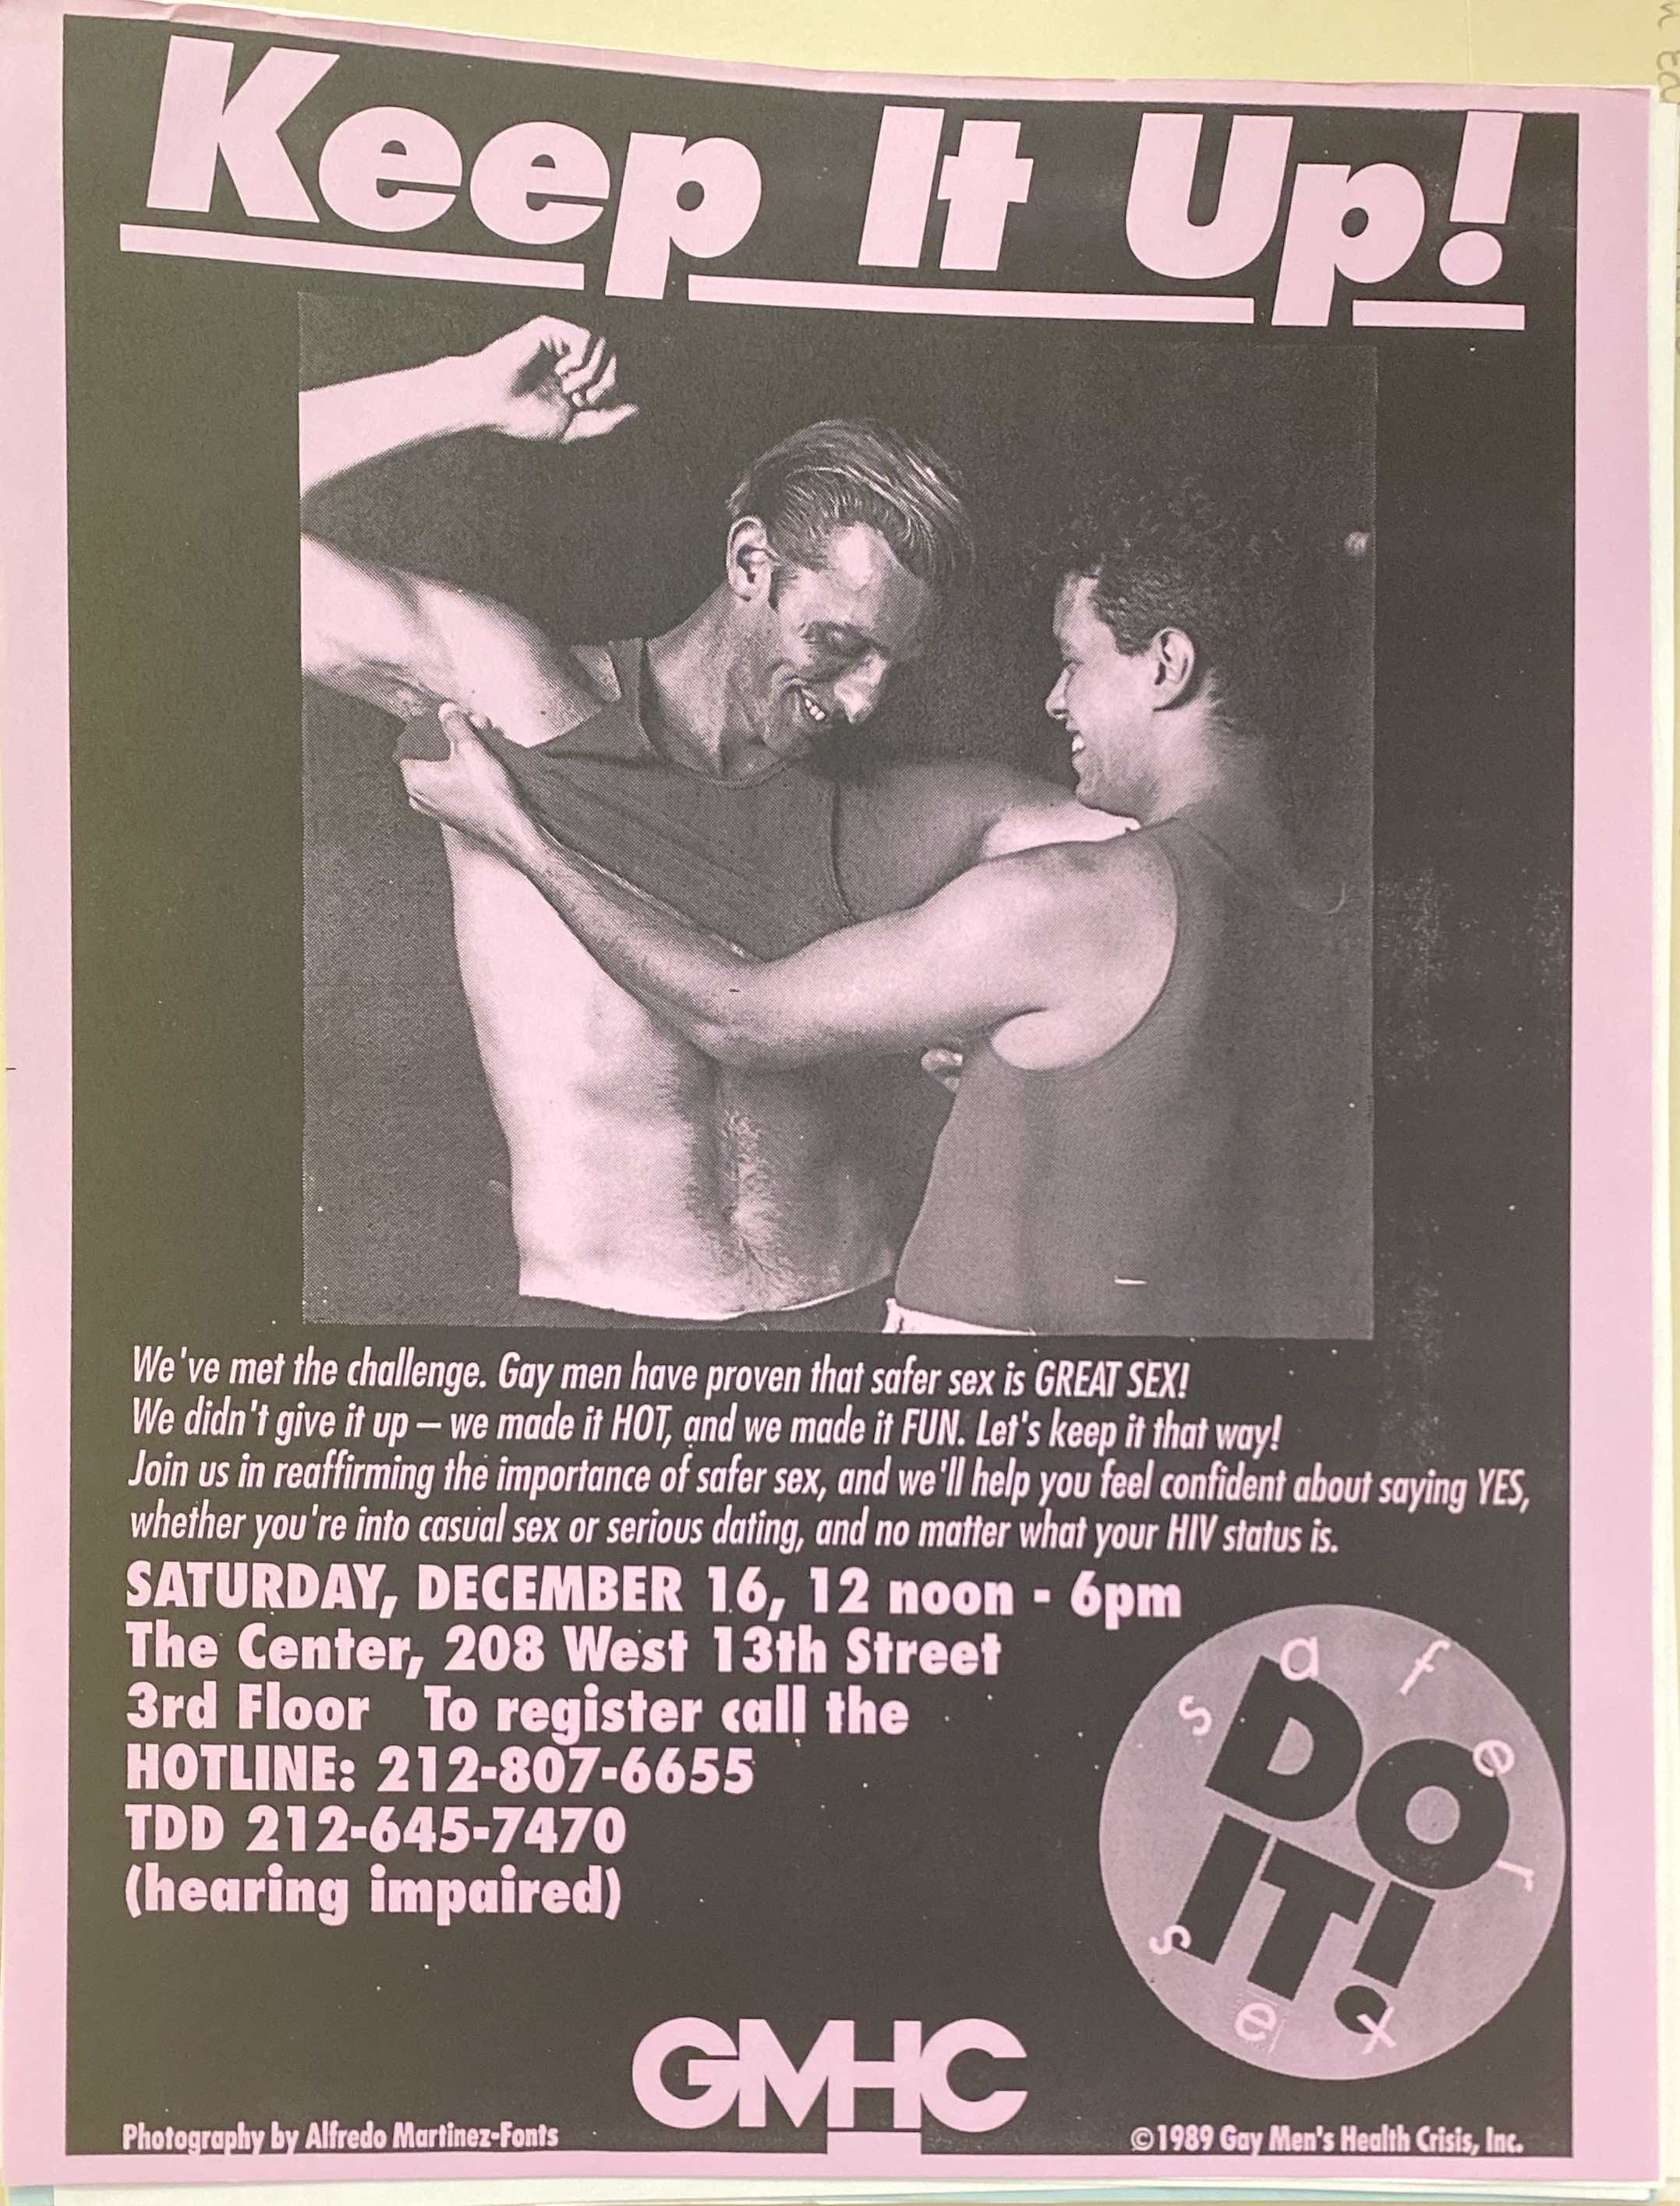 Keep It Up!
We've met the challenge. Gay men have proven that safer sex is GREAT SEX!
We didn't give it up – we made it HOT, and we made it FUN. Let's keep it that way!
Join us in reaffirming the importance of safer sex, and we'll help you feel confident about saying YES,
whether you're into casual sex or serious dating, and no matter what your HIV status is.
SATURDAY, DECEMBER 16, 12 noon - 6pm
The Center, 208 West 13th Street
3rd Floor To register call the
HOTLINE: 212-807-6655
TDD 212-645-7470
(hearing impaired)
safer
DO
IT!
sex
GMHC
Photography by Alfredo Martinez-Fonts
©1989 Gay Men's Health Crisis, Inc.